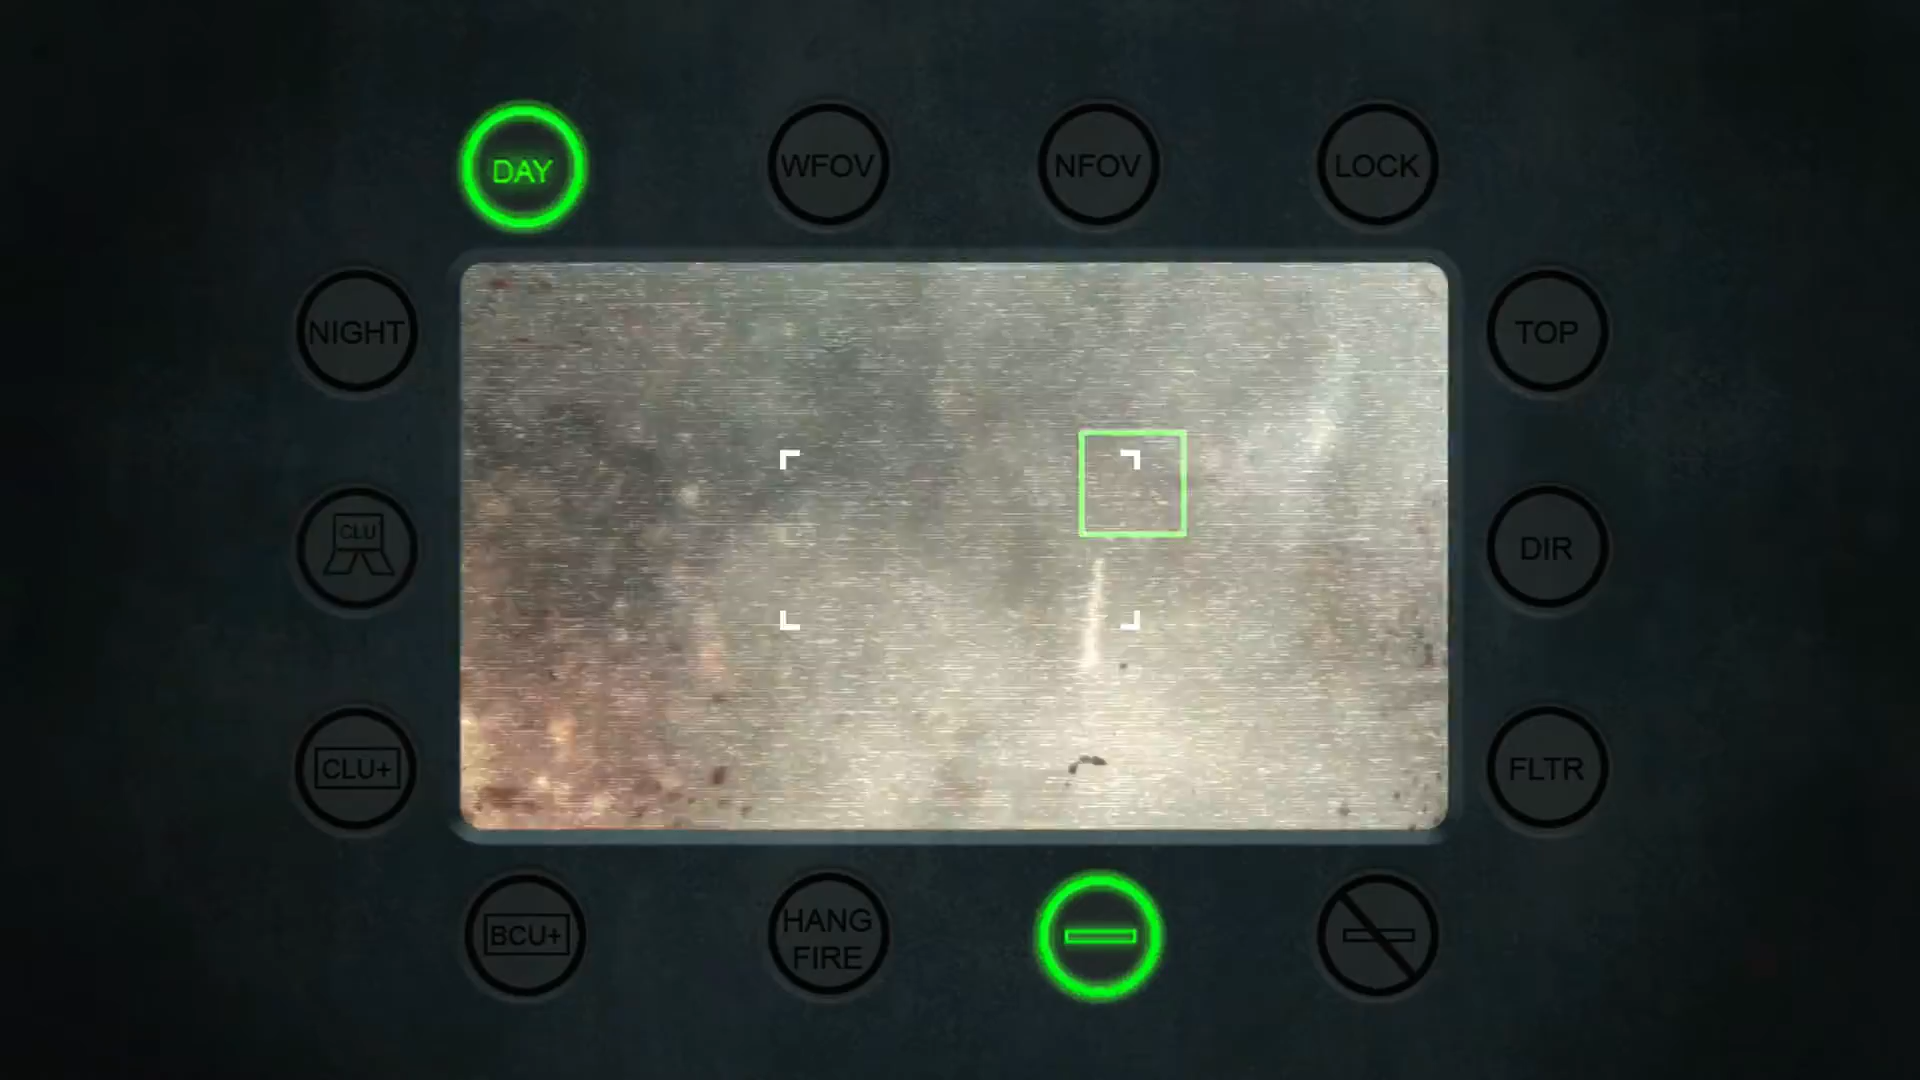 DAY
WFOV
NFOV
LOCK
NIGHT
TOP
CLU
DIR
CLU+
FLTR
BCU+
HANG
FIRE